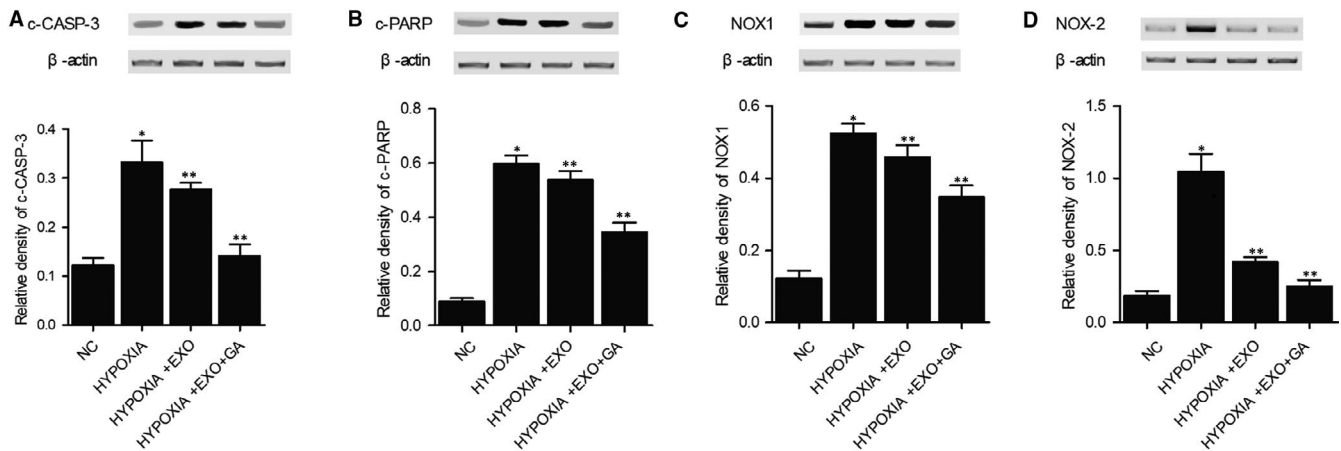 A
c-CASP-3
β -actin
Relative density of c-CASP-3
0.4
0.3
0.2
0.1
0.0
*
**
**
NC
HYPOXIA
HYPOXIA +EXO
HYPOXIA +EXO+GA
B
c-PARP
β -actin
Relative density of c-PARP
0.8
0.6
0.4
0.2
0.0
*
**
**
NC
HYPOXIA
HYPOXIA +EXO
HYPOXIA +EXO+GA
C
NOX1
β -actin
Relative density of NOX1
0.6
0.4
0.2
0.0
*
**
**
NC
HYPOXIA
HYPOXIA +EXO
HYPOXIA +EXO+GA
D
NOX-2
β -actin
Relative density of NOX-2
1.5
1.0
0.5
0.0
*
**
**
NC
HYPOXIA
HYPOXIA +EXO
HYPOXIA +EXO+GA